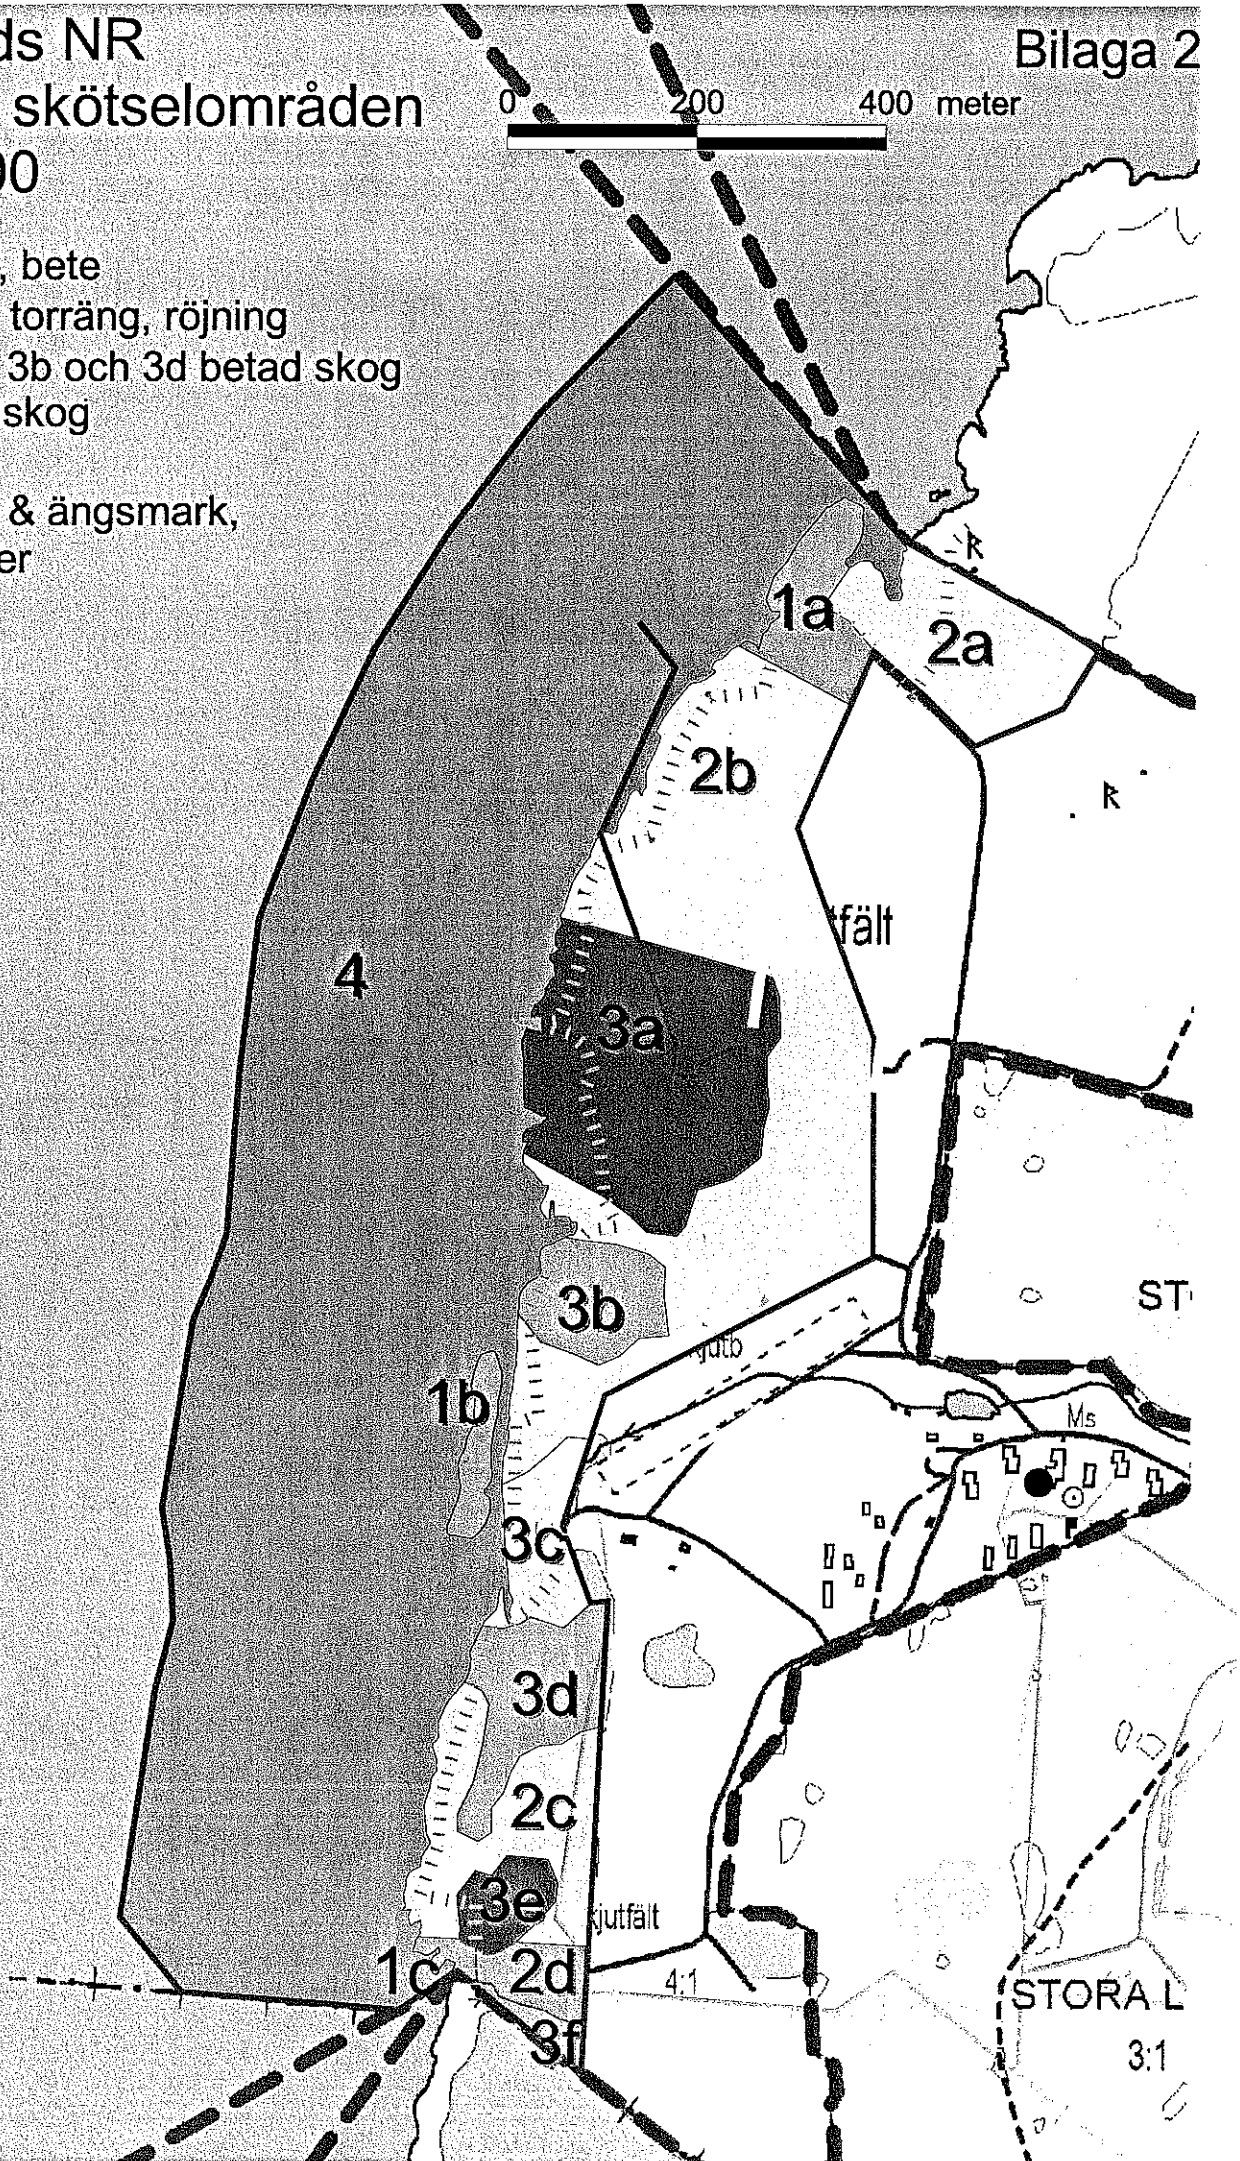 ds NR
Bilaga 2
skötselområden
0 200 400 meter
00
, bete
torräng, röjning
3b och 3d betad skog
skog
& ängsmark,
er
R
1a
2a
2b
R
fält
4
3a
3b
ST
kjutb
1b
Ms
3c
3d
2c
3e
kjutfält
1c
2d
4:1
STORA L
3f
3:1